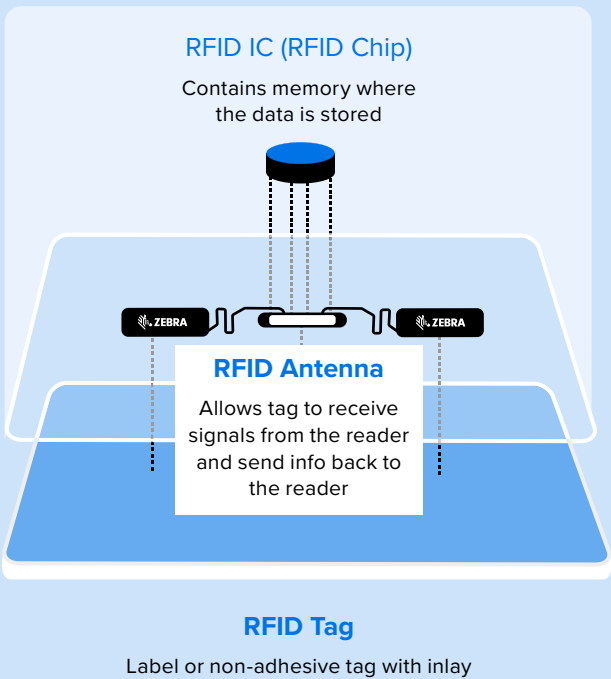 RFID IC (RFID Chip)
Contains memory where
the data is stored
ZEBRA
ZEBRA
RFID Antenna
Allows tag to receive
signals from the reader
and send info back to
the reader
RFID Tag
Label or non-adhesive tag with inlay